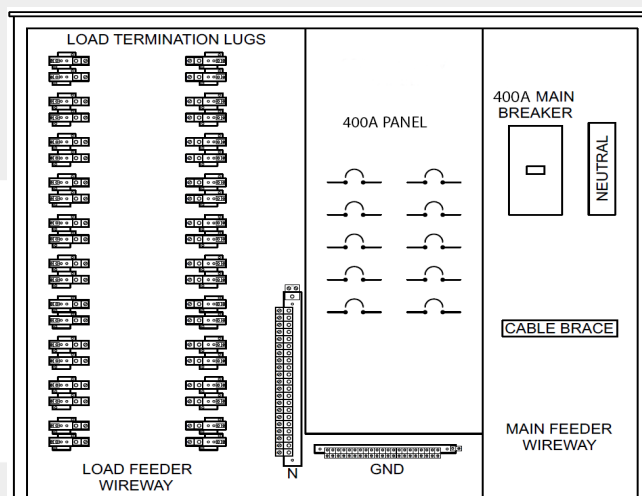 LOAD TERMINATION LUGS
400A PANEL
400A MAIN
BREAKER
NEUTRAL
CABLE BRACE
MAIN FEEDER
WIREWAY
LOAD FEEDER
WIREWAY
N
GND